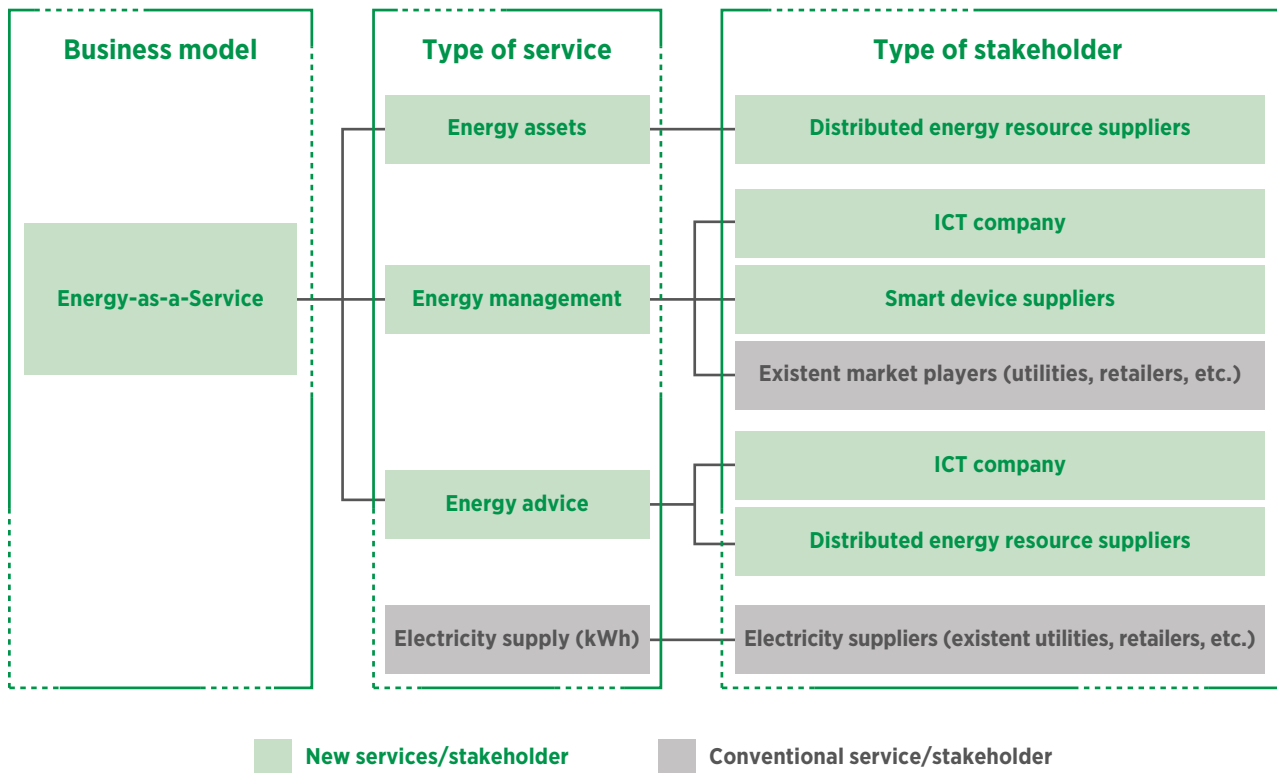 Business model
Type of service
Type of stakeholder
Energy assets
Distributed energy resource suppliers
ICT company
Energy-as-a-Service
Energy management
Smart device suppliers
Existent market players (utilities, retailers, etc.)
ICT company
Energy advice
Distributed energy resource suppliers
Electricity supply (kWh)
Electricity suppliers (existent utilities, retailers, etc.)
New services/stakeholder
Conventional service/stakeholder